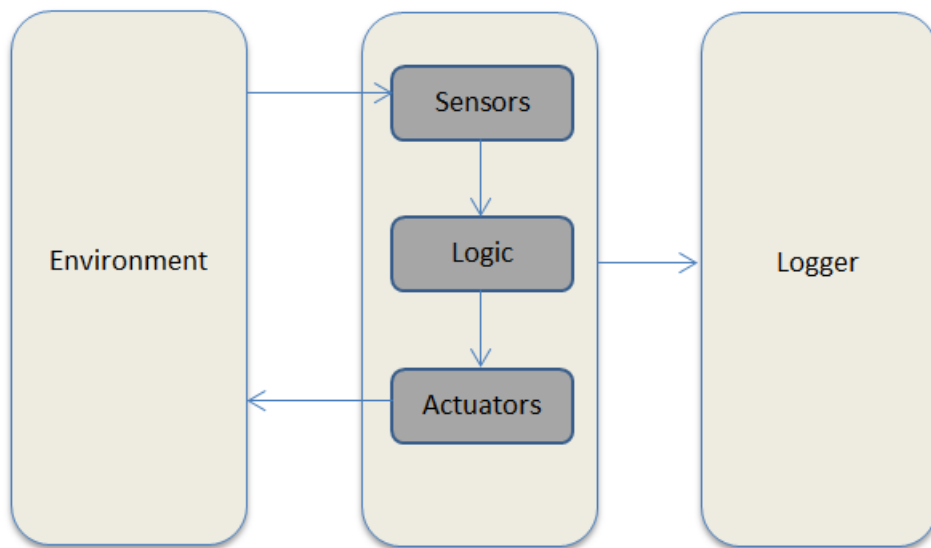 Environment
Sensors
Logic
Actuators
Logger